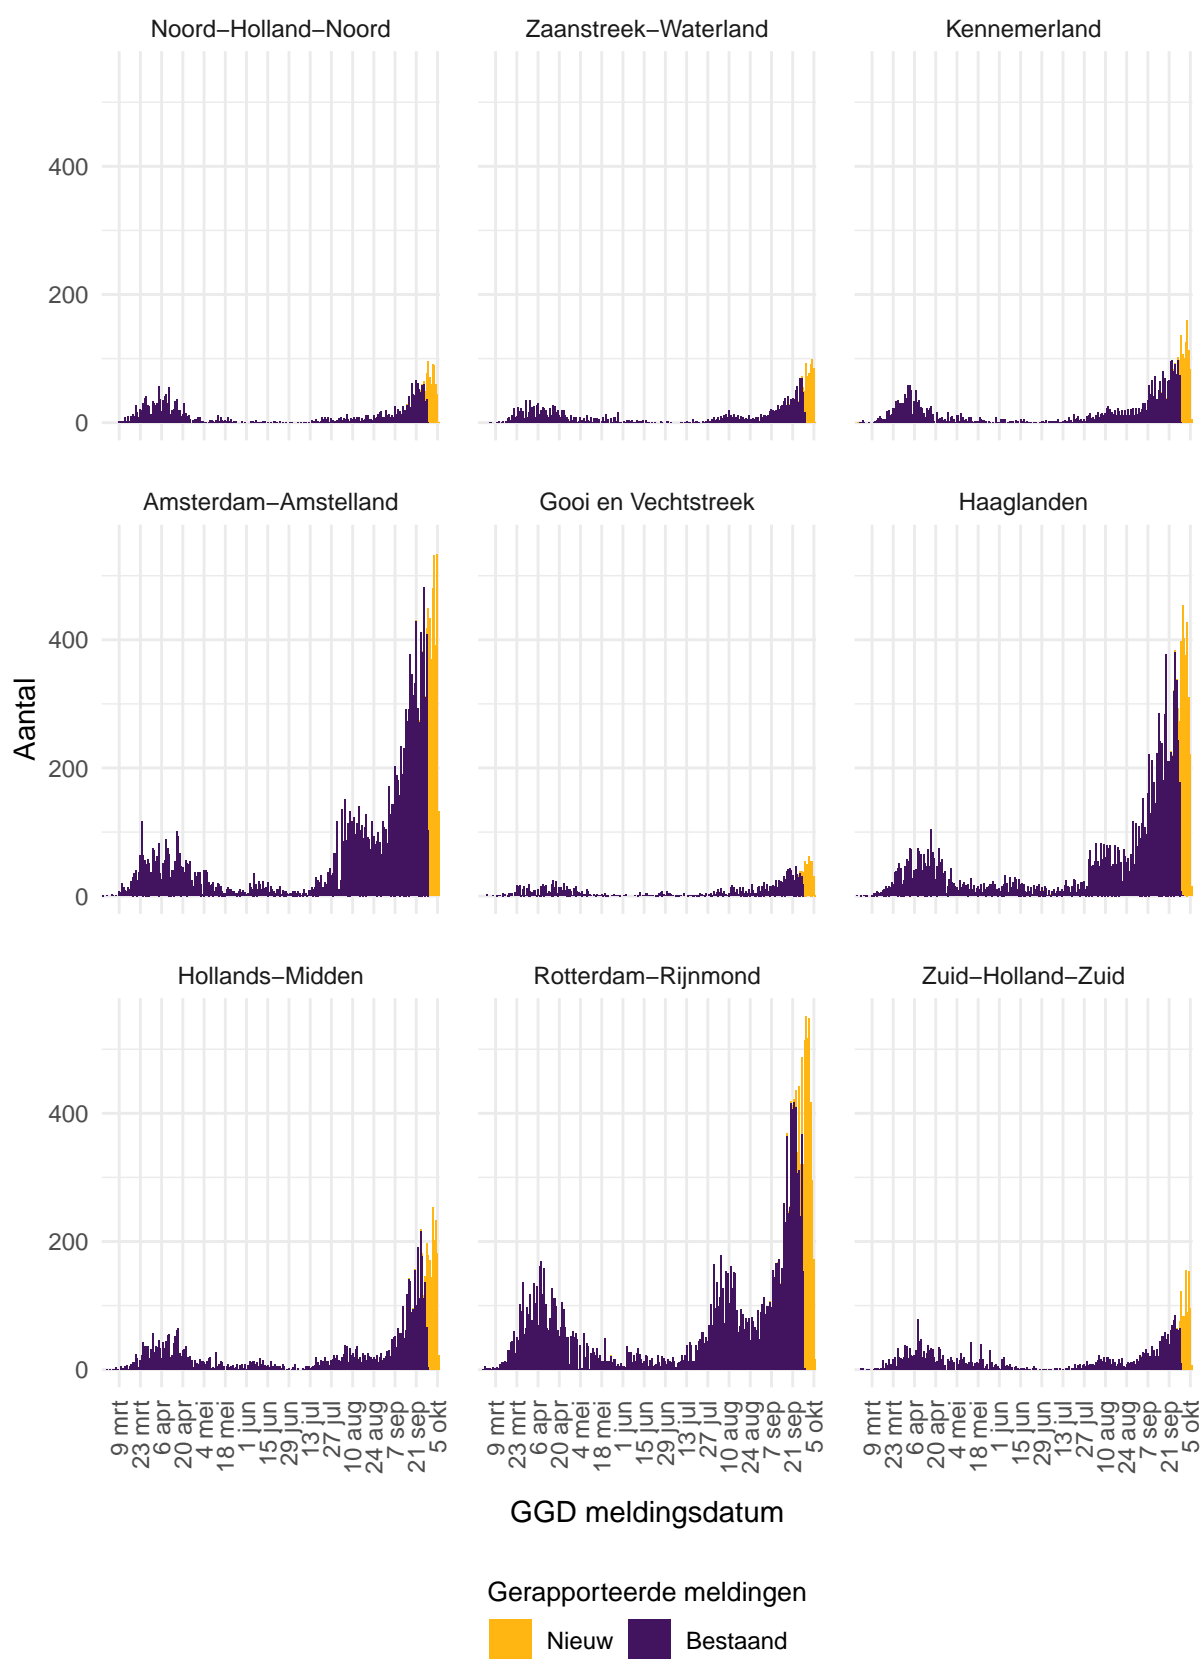 Noord−Holland−Noord
Zaanstreek−Waterland
Kennemerland
400
200
0
Amsterdam−Amstelland
Gooi en Vechtstreek
Haaglanden
400
200
0
Aantal
Hollands−Midden
Rotterdam−Rijnmond
Zuid−Holland−Zuid
400
200
0
9 mrt
23 mrt
6 apr
20 apr
4 mei
18 mei
1 jun
15 jun
29 jun
13 jul
27 jul
10 aug
24 aug
7 sep
21 sep
5 okt
9 mrt
23 mrt
6 apr
20 apr
4 mei
18 mei
1 jun
15 jun
29 jun
13 jul
27 jul
10 aug
24 aug
7 sep
21 sep
5 okt
9 mrt
23 mrt
6 apr
20 apr
4 mei
18 mei
1 jun
15 jun
29 jun
13 jul
27 jul
10 aug
24 aug
7 sep
21 sep
5 okt
GGD meldingsdatum
Gerapporteerde meldingen
Nieuw
Bestaand